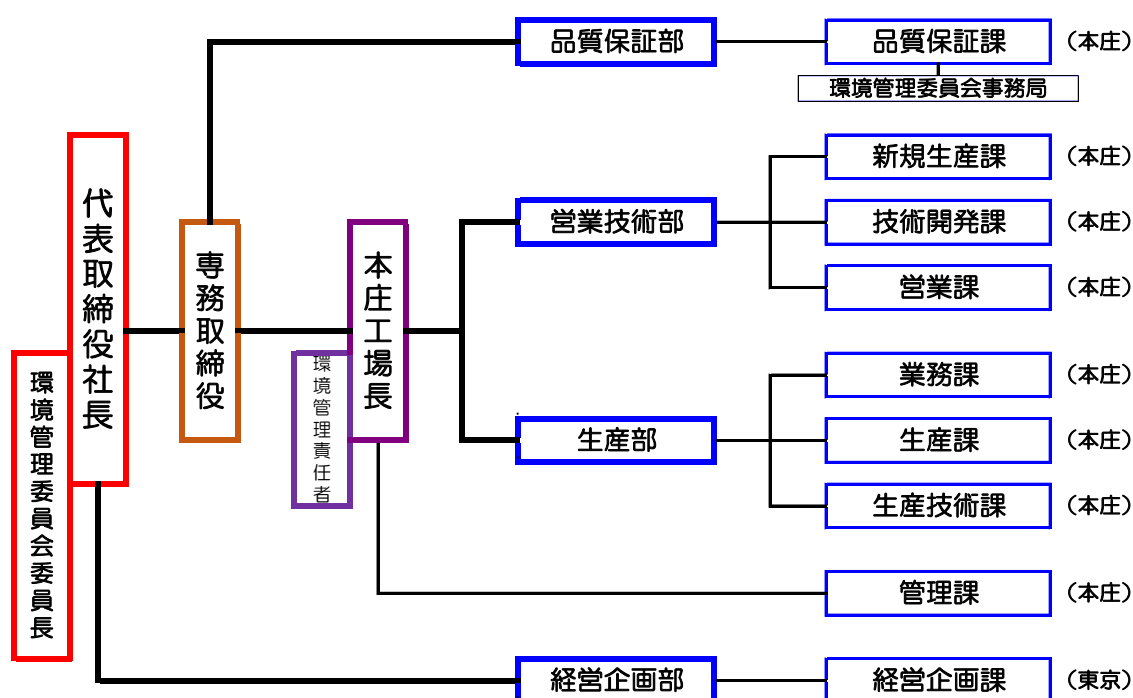 品質保証部
品質保証課
（本庄）
環境管理委員会事務局
代表取締役社長
環境管理委員会委員長
専務取締役
本庄工場長
環境管理責任者
営業技術部
新規生産課
（本庄）
技術開発課
（本庄）
営業課
（本庄）
生産部
業務課
（本庄）
生産課
（本庄）
生産技術課
（本庄）
管理課
（本庄）
経営企画部
経営企画課
（東京）